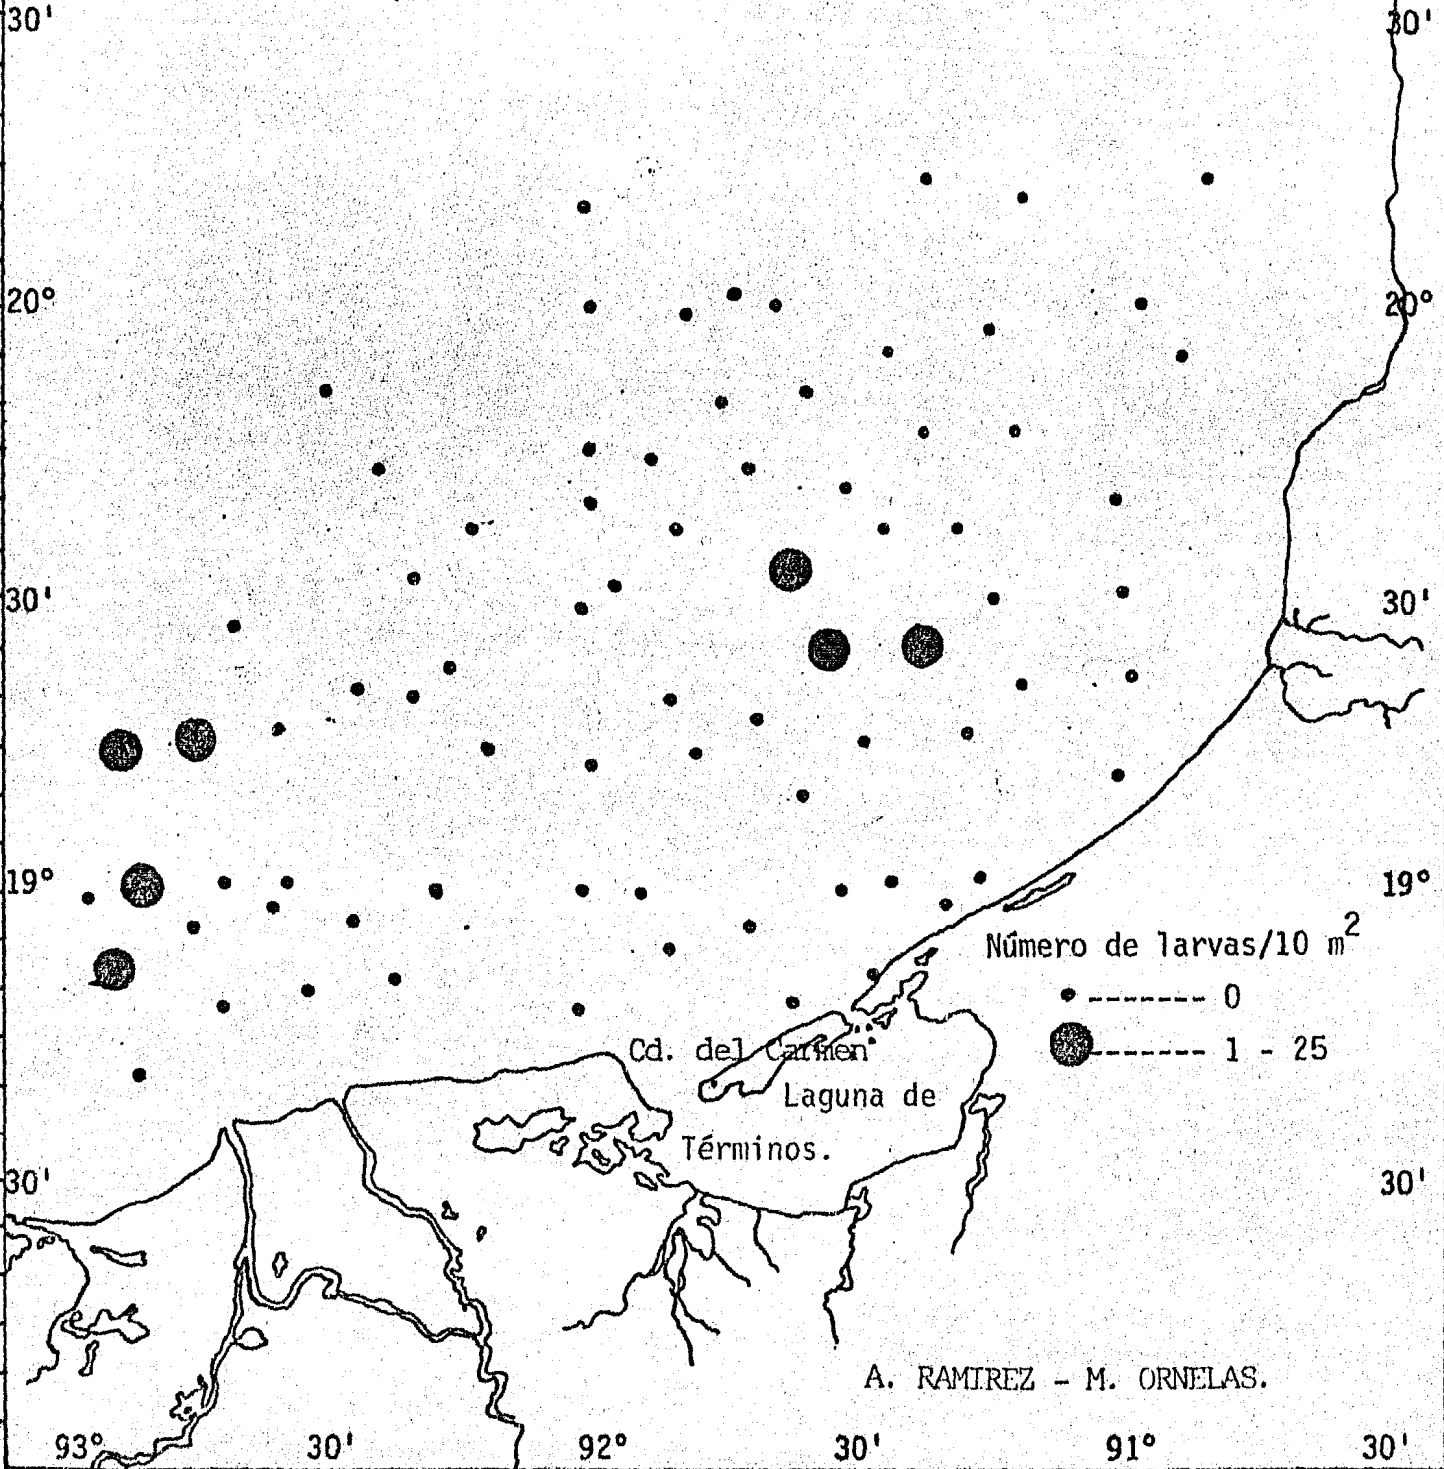 30' 30'
20° 20°
30' 30'
19° 19°
Número de larvas/10 m²
●------- 0
●------- 1 - 25
Cd. del Carmen
Laguna de
Términos.
30' 30'
A. RAMIREZ - M. ORNELAS.
93° 30' 92° 30' 91° 30'